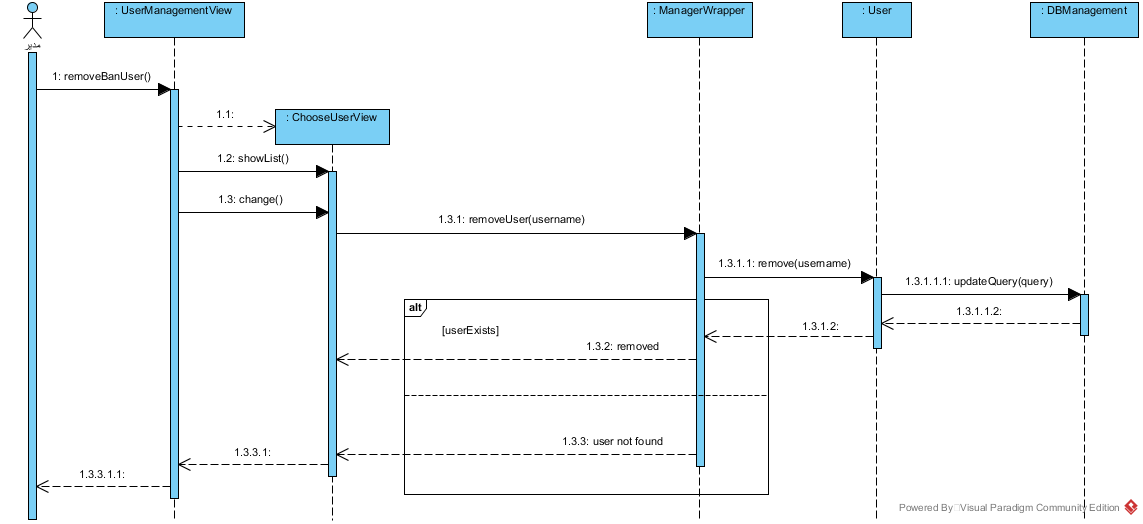 : UserManagementView
: ManagerWrapper
: User
: DBManagement
مدیر
1: removeBanUser()
1.1:
: ChooseUserView
1.2: showList()
1.3: change()
1.3.1: removeUser(username)
1.3.1.1: remove(username)
1.3.1.1.1: updateQuery(query)
alt
1.3.1.1.2:
[userExists]
1.3.1.2:
1.3.2: removed
1.3.3: user not found
1.3.3.1:
1.3.3.1.1:
Powered By Visual Paradigm Community Edition